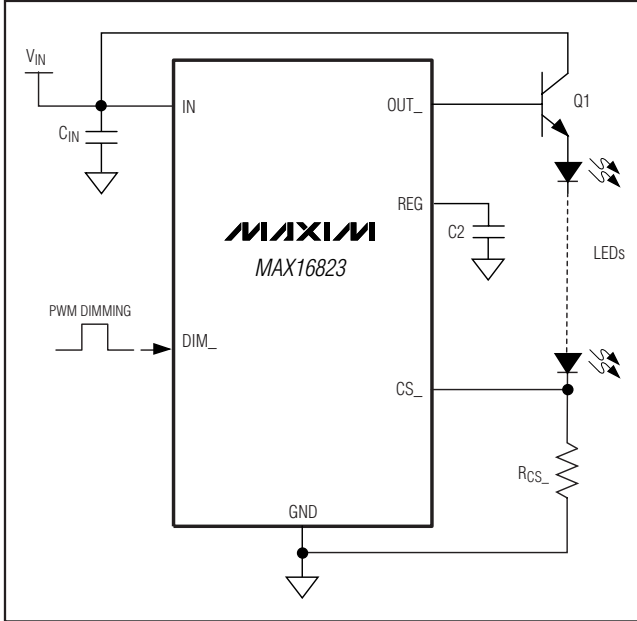 VIN
CIN
IN
OUT_
Q1
REG
C2
LEDs
MAXIM
MAX16823
PWM DIMMING
DIM_
CS_
RCS_
GND